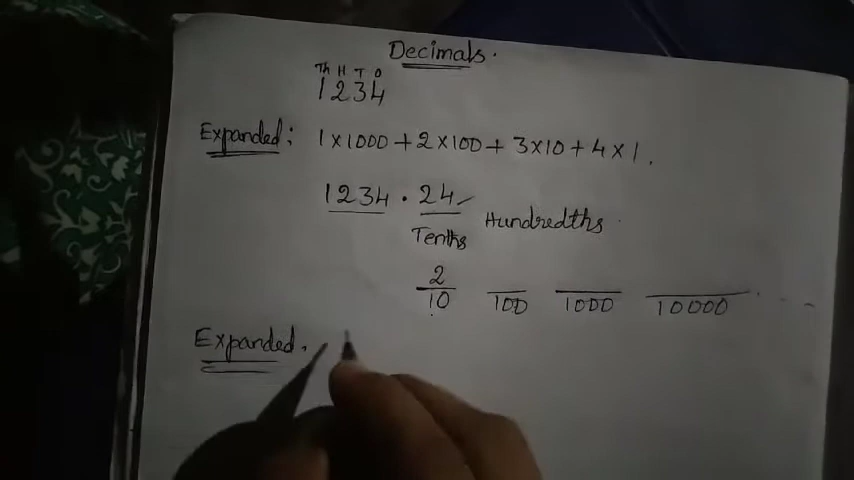 Decimals.
Th H T O
1234
Expanded: 1×1000 + 2×100 + 3×10 + 4×1.
1234 . 24
Tenths Hundredths
2/10 /100 /1000 /10000
Expanded.